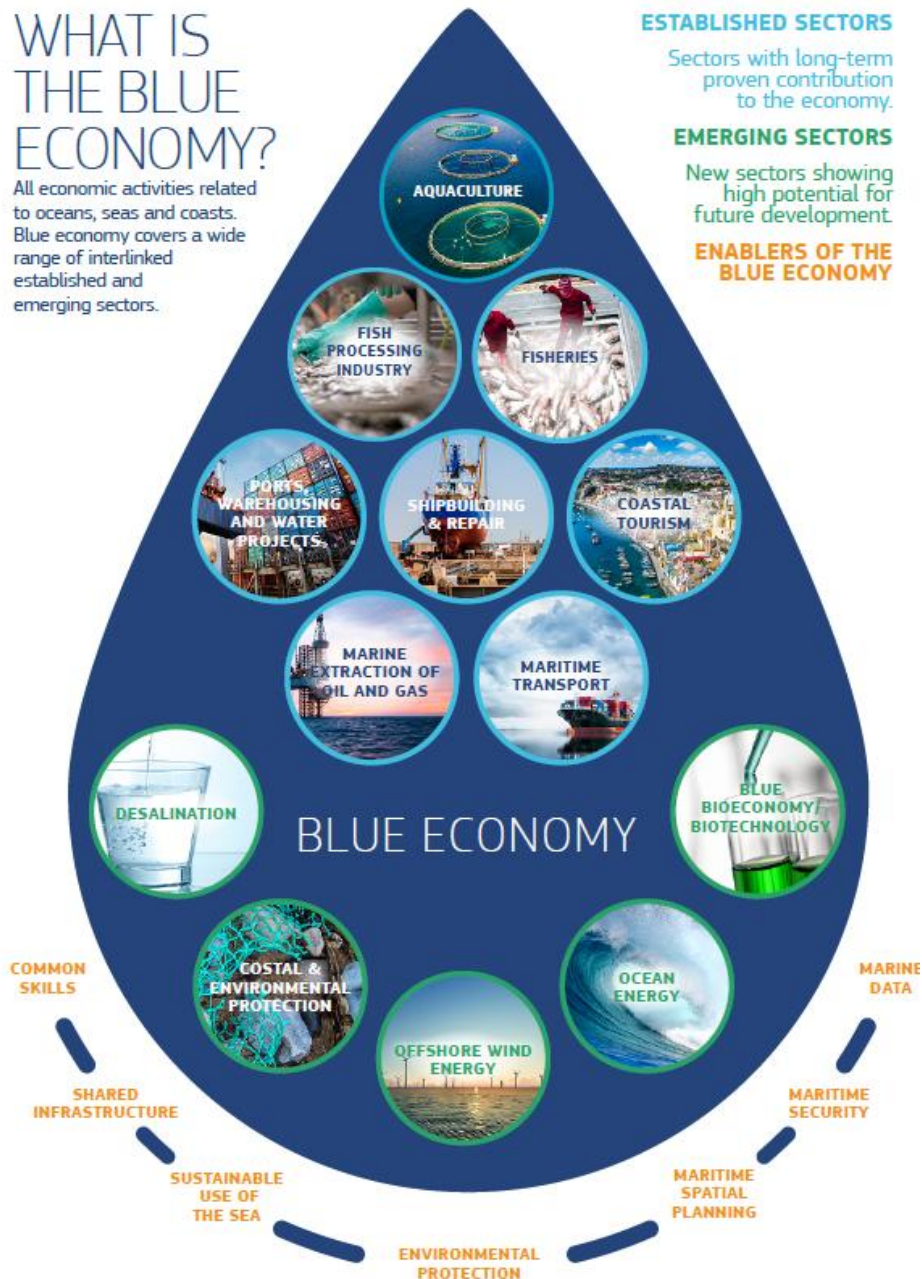 WHAT IS
THE BLUE
ECONOMY?
All economic activities related
to oceans, seas and coasts.
Blue economy covers a wide
range of interlinked
established and
emerging sectors.
ESTABLISHED SECTORS
Sectors with long-term
proven contribution
to the economy.
EMERGING SECTORS
New sectors showing
high potential for
future development.
ENABLERS OF THE
BLUE ECONOMY
AQUACULTURE
FISH
PROCESSING
INDUSTRY
FISHERIES
PORTS,
WAREHOUSING
AND WATER
PROJECTS.
SHIPBUILDING
& REPAIR
COASTAL
TOURISM
MARINE
EXTRACTION OF
OIL AND GAS
MARITIME
TRANSPORT
DESALINATION
BLUE ECONOMY
BLUE
BIOECONOMY/
BIOTECHNOLOGY
COSTAL &
ENVIRONMENTAL
PROTECTION
OFFSHORE WIND
ENERGY
OCEAN
ENERGY
COMMON
SKILLS
SHARED
INFRASTRUCTURE
SUSTAINABLE
USE OF
THE SEA
ENVIRONMENTAL
PROTECTION
MARITIME
SPATIAL
PLANNING
MARITIME
SECURITY
MARINE
DATA